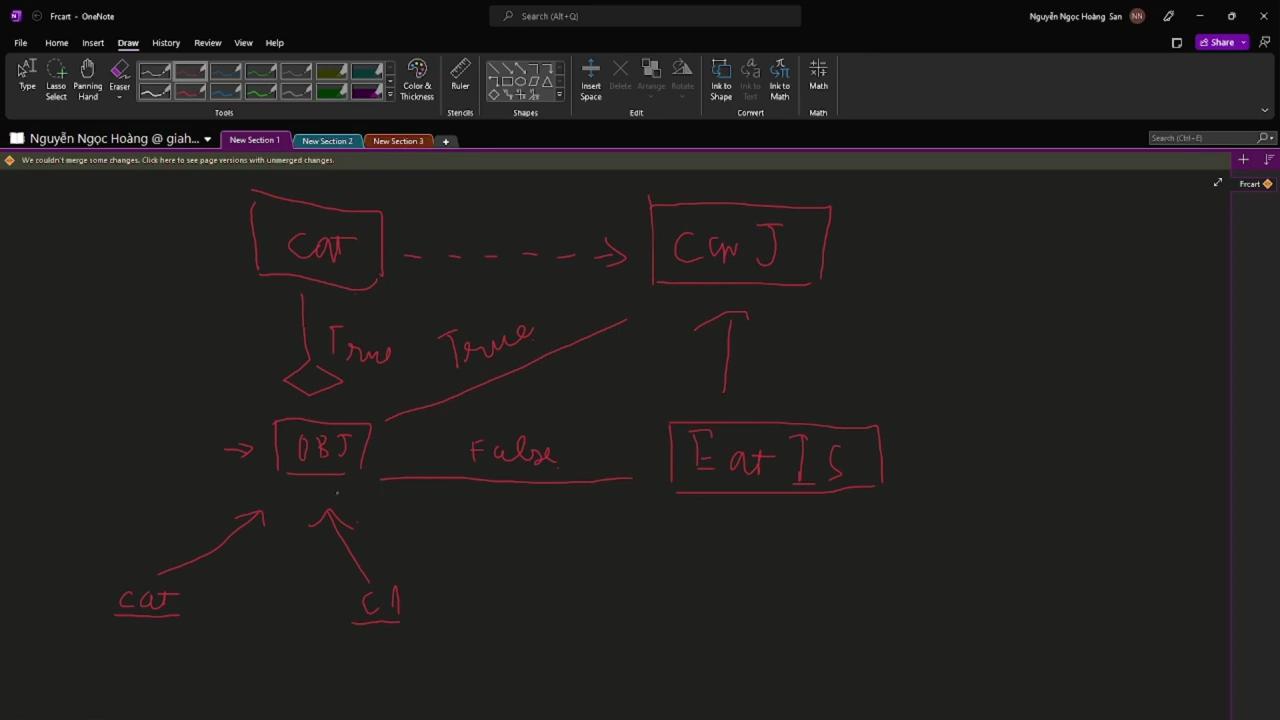 Frcart - OneNote
Search (Alt+Q)
Nguyễn Ngọc Hoàng San NN
File Home Insert Draw History Review View Help
Share
Type
Lasso Select
Panning Hand
Eraser
Color & Thickness
Ruler
Insert Space
Delete
Arrange
Rotate
Ink to Shape
Ink to Text
Ink to Math
Math
Tools
Stencils
Shapes
Edit
Convert
Math
Nguyễn Ngọc Hoàng @ giah...
New Section 1
New Section 2
New Section 3
Search (Ctrl+E)
We couldn't merge some changes. Click here to see page versions with unmerged changes.
Frcart
Cat
True
True
OBJ
False
Eat IS
cat